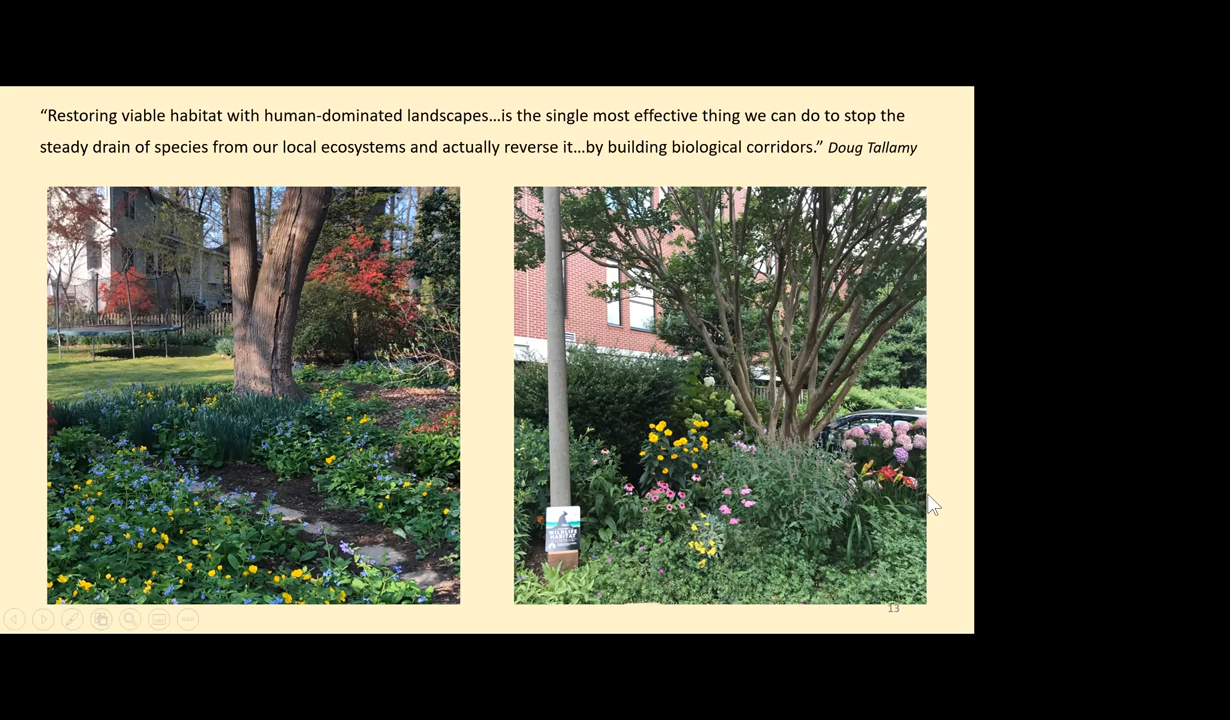 “Restoring viable habitat with human-dominated landscapes…is the single most effective thing we can do to stop the
steady drain of species from our local ecosystems and actually reverse it…by building biological corridors.” Doug Tallamy
WILDLIFE
HABITAT
13